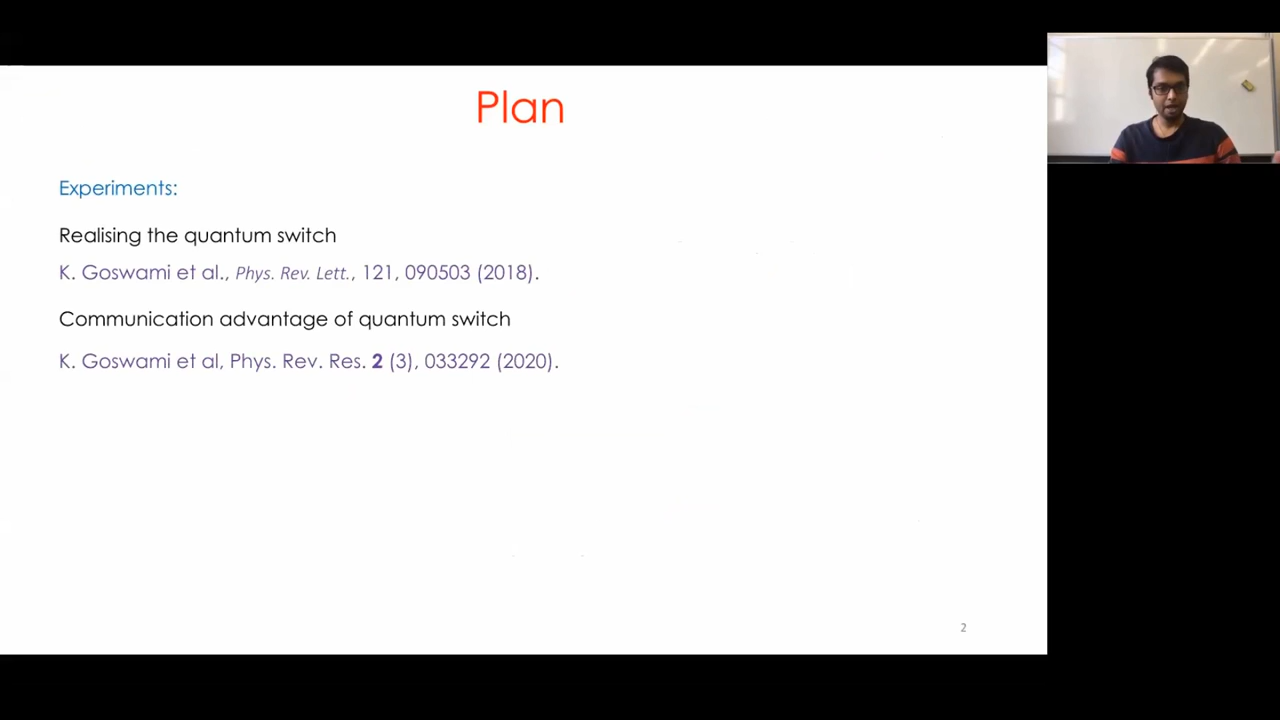 Plan
Experiments:
Realising the quantum switch
K. Goswami et al., Phys. Rev. Lett., 121, 090503 (2018).
Communication advantage of quantum switch
K. Goswami et al, Phys. Rev. Res. 2 (3), 033292 (2020).
2